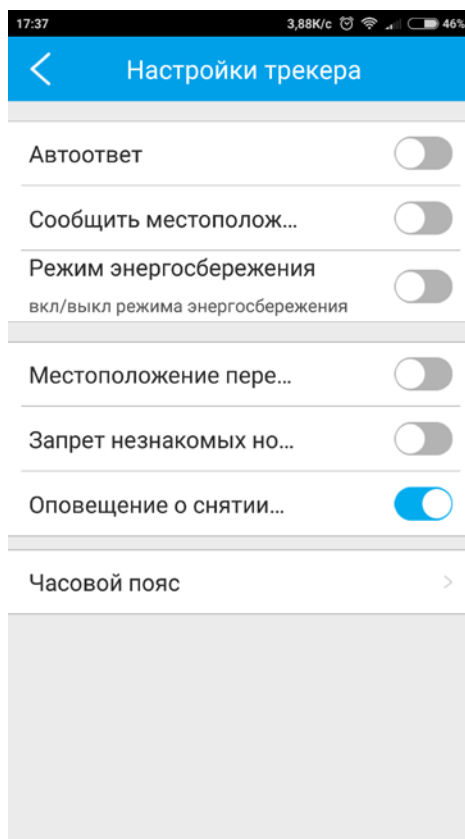 17:37 3,88K/c 46%
Настройки трекера
Автоответ
Сообщить местополож...
Режим энергосбережения
вкл/выкл режима энергосбережения
Местоположение пере...
Запрет незнакомых но...
Оповещение о снятии...
Часовой пояс